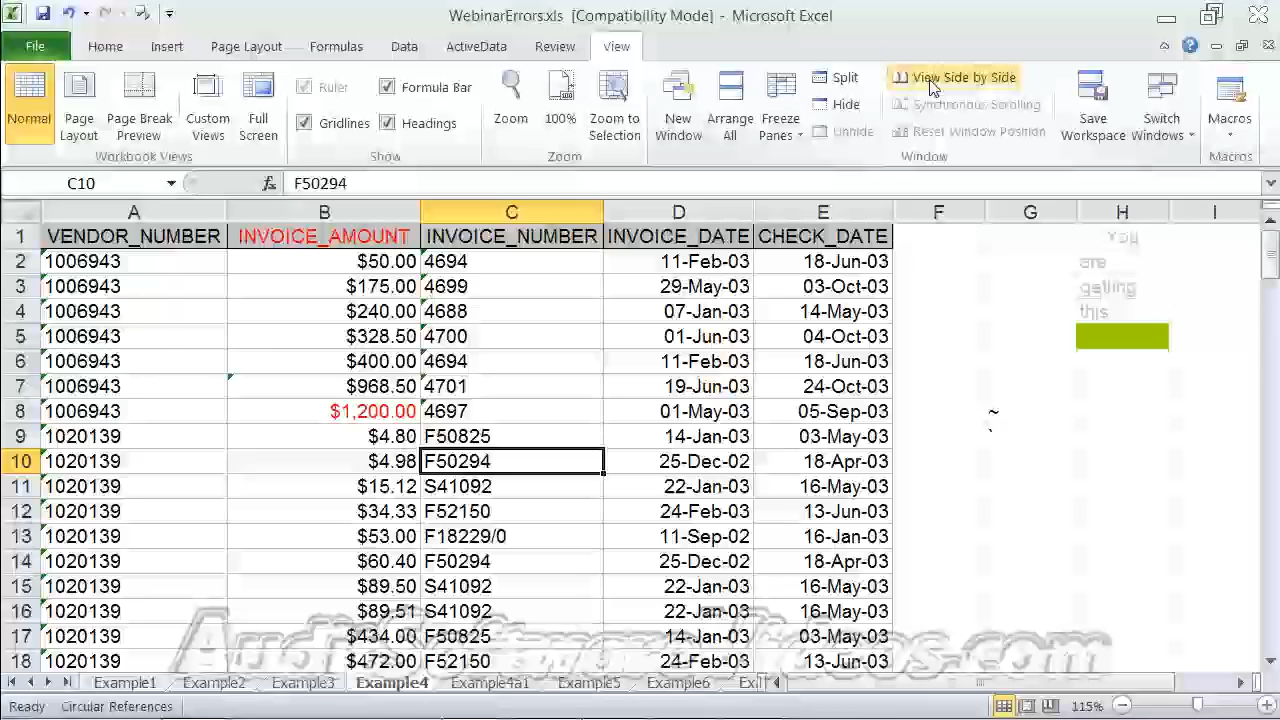 WebinarErrors.xls [Compatibility Mode] - Microsoft Excel
File Home Insert Page Layout Formulas Data ActiveData Review View
Normal Page Layout Page Break Preview Custom Views Full Screen
Ruler Formula Bar
Gridlines Headings
Zoom 100% Zoom to Selection
New Window Arrange All Freeze Panes
Split
Hide
Unhide
View Side by Side
Synchronous Scrolling
Reset Window Position
Save Workspace Switch Windows Macros
Workbook Views Show Zoom Window Macros
C10 fx F50294
A B C D E F G H I
1 VENDOR_NUMBER INVOICE_AMOUNT INVOICE_NUMBER INVOICE_DATE CHECK_DATE You
2 1006943 $50.00 4694 11-Feb-03 18-Jun-03 are
3 1006943 $175.00 4699 29-May-03 03-Oct-03 getting
4 1006943 $240.00 4688 07-Jan-03 14-May-03 this
5 1006943 $328.50 4700 01-Jun-03 04-Oct-03
6 1006943 $400.00 4694 11-Feb-03 18-Jun-03
7 1006943 $968.50 4701 19-Jun-03 24-Oct-03
8 1006943 $1,200.00 4697 01-May-03 05-Sep-03 ~
9 1020139 $4.80 F50825 14-Jan-03 03-May-03 `
10 1020139 $4.98 F50294 25-Dec-02 18-Apr-03
11 1020139 $15.12 S41092 22-Jan-03 16-May-03
12 1020139 $34.33 F52150 24-Feb-03 13-Jun-03
13 1020139 $53.00 F18229/0 11-Sep-02 16-Jan-03
14 1020139 $60.40 F50294 25-Dec-02 18-Apr-03
15 1020139 $89.50 S41092 22-Jan-03 16-May-03
16 1020139 $89.51 S41092 22-Jan-03 16-May-03
17 1020139 $434.00 F50825 14-Jan-03 03-May-03
18 1020139 $472.00 F52150 24-Feb-03 13-Jun-03
AuditSoftwareVideos.com
Example1 Example2 Example3 Example4 Example4a1 Example5 Example6 Ex
Ready Circular References 115%